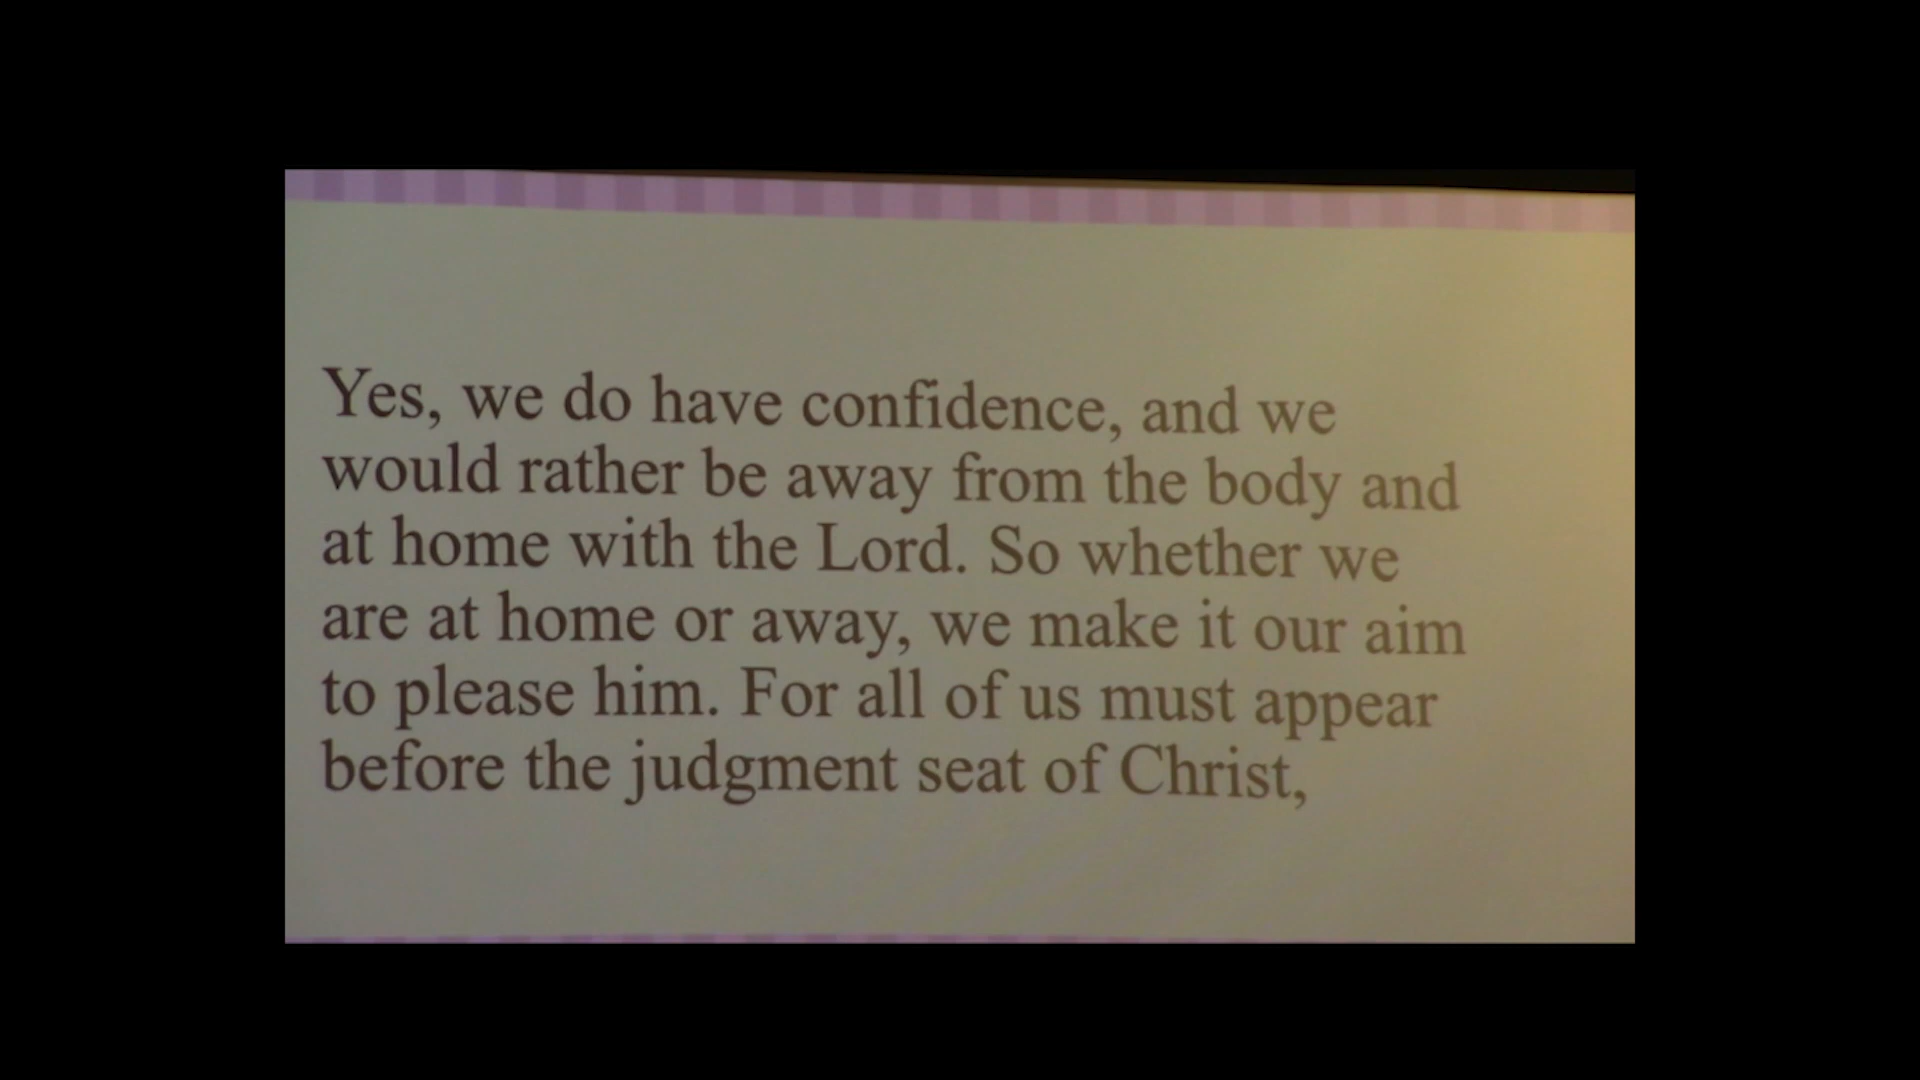 Yes, we do have confidence, and we
would rather be away from the body and
at home with the Lord. So whether we
are at home or away, we make it our aim
to please him. For all of us must appear
before the judgment seat of Christ,